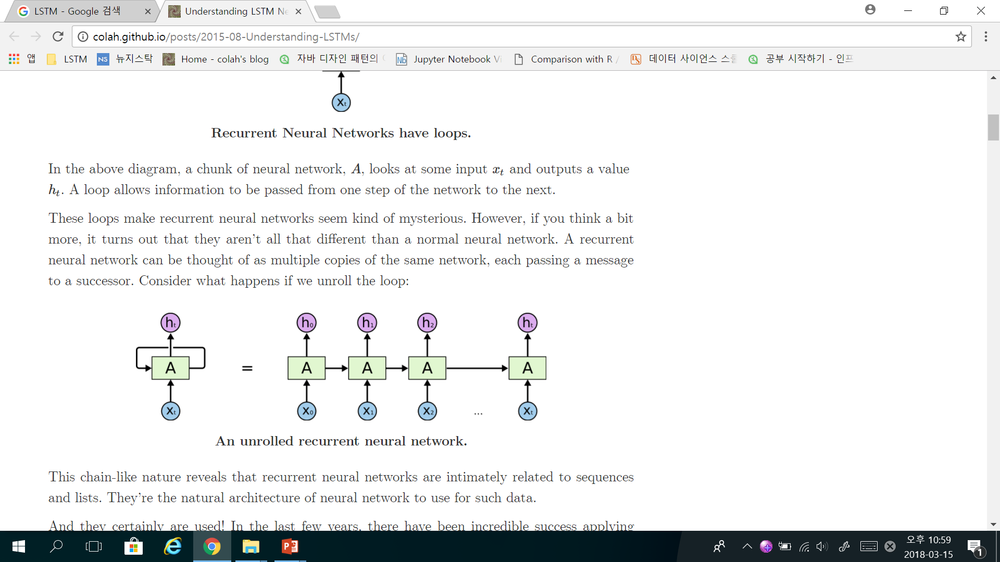 LSTM - Google 검색
Understanding LSTM Ne
colah.github.io/posts/2015-08-Understanding-LSTMs/
앱 LSTM NS 뉴지스탁 Home - colah's blog 자바 디자인 패턴의 Nb Jupyter Notebook Vi Comparison with R / DS 데이터 사이언스 스쿨 공부 시작하기 - 인프
xt
Recurrent Neural Networks have loops.
In the above diagram, a chunk of neural network, A, looks at some input xt and outputs a value
ht. A loop allows information to be passed from one step of the network to the next.
These loops make recurrent neural networks seem kind of mysterious. However, if you think a bit
more, it turns out that they aren't all that different than a normal neural network. A recurrent
neural network can be thought of as multiple copies of the same network, each passing a message
to a successor. Consider what happens if we unroll the loop:
ht h0 h1 h2 ht
A = A A A A
xt x0 x1 x2 ... xt
An unrolled recurrent neural network.
This chain-like nature reveals that recurrent neural networks are intimately related to sequences
and lists. They're the natural architecture of neural network to use for such data.
And they certainly are used! In the last few years, there have been incredible success applying
오후 10:59
2018-03-15
1